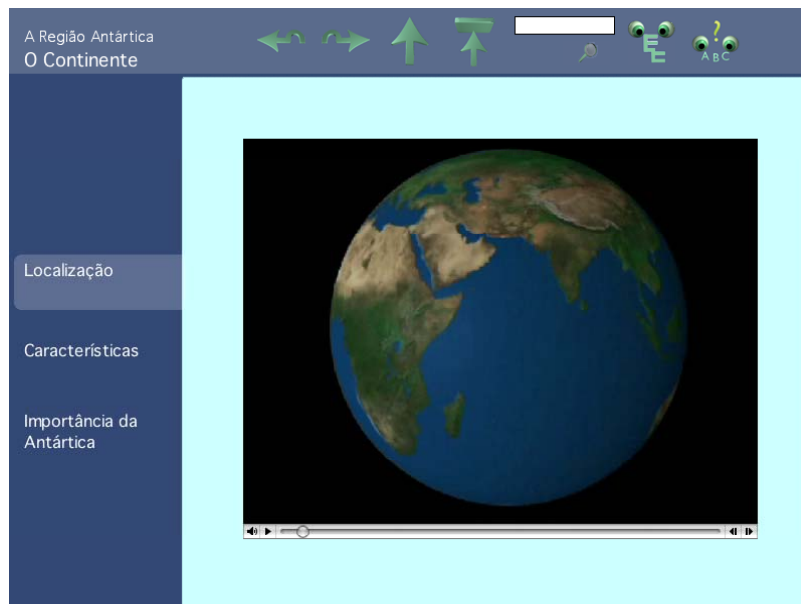 A Região Antártica
O Continente
E
E
?
A B C
Localização
Características
Importância da
Antártica